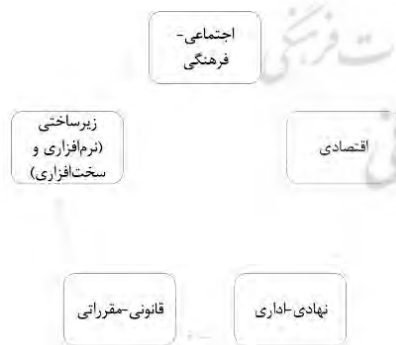 اجتماعی-
فرهنگی
اقتصادی
زیرساختی
(نرم‌افزاری و
سخت‌افزاری)
نهادی-اداری
قانونی-مقرراتی